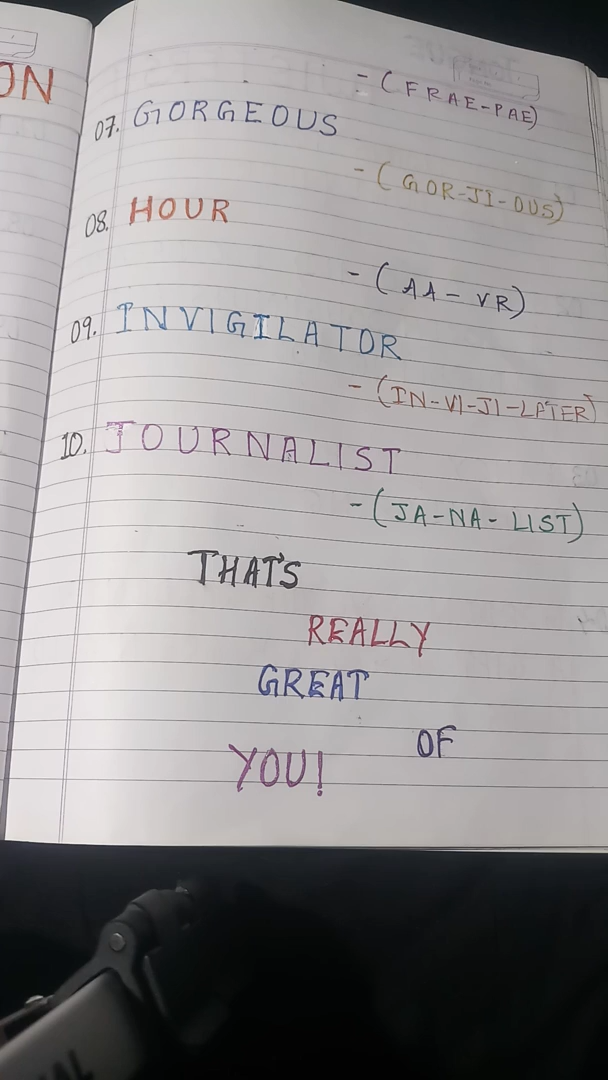 ON
- (FRAE-PAE)
07. GORGEOUS
- (GOR-JI-OUS)
08. HOUR
- (AA-VR)
09. INVIGILATOR
- (IN-VI-JI-LATER)
10. JOURNALIST
- (JA-NA-LIST)
THAT'S
REALLY
GREAT
OF
YOU!